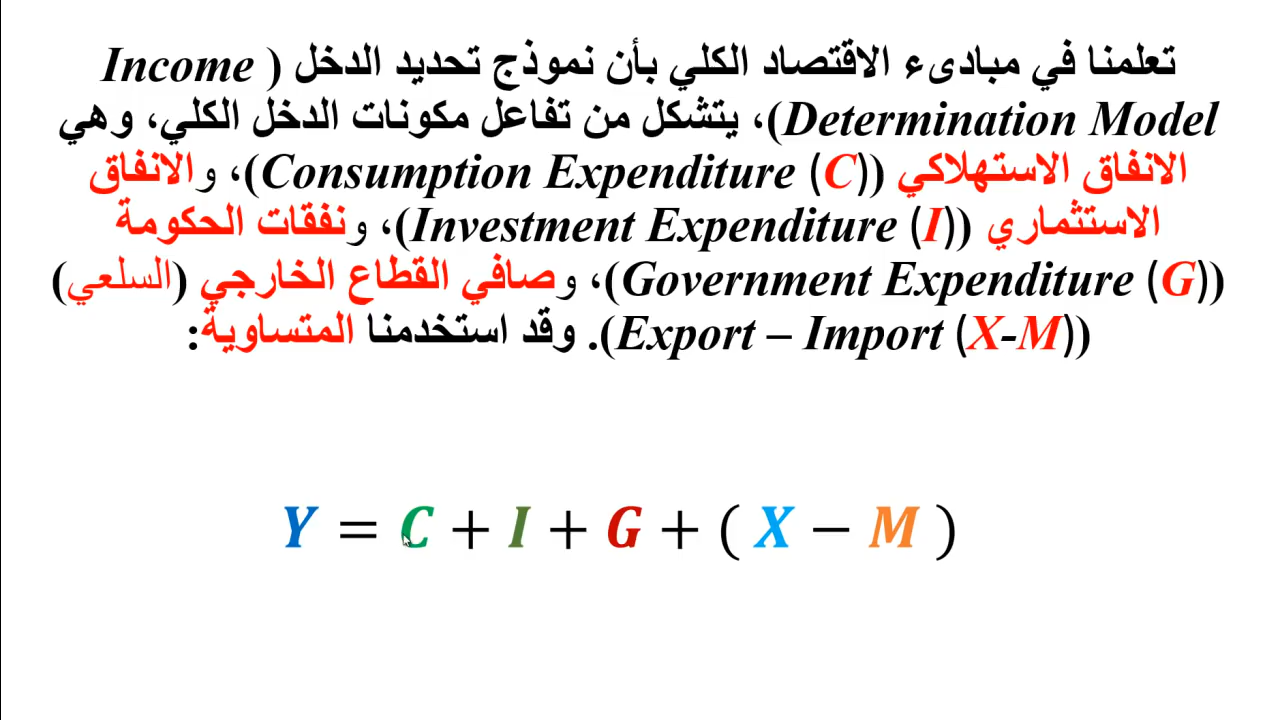 تعلمنا في مبادىء الاقتصاد الكلي بأن نموذج تحديد الدخل (Income
Determination Model)، يتشكل من تفاعل مكونات الدخل الكلي، وهي
الانفاق الاستهلاكي (Consumption Expenditure (C))، والانفاق
الاستثماري (Investment Expenditure (I))، ونفقات الحكومة
(Government Expenditure (G))، وصافي القطاع الخارجي (السلعي)
(Export – Import (X-M)). وقد استخدمنا المتساوية:
Y = C + I + G + ( X − M )